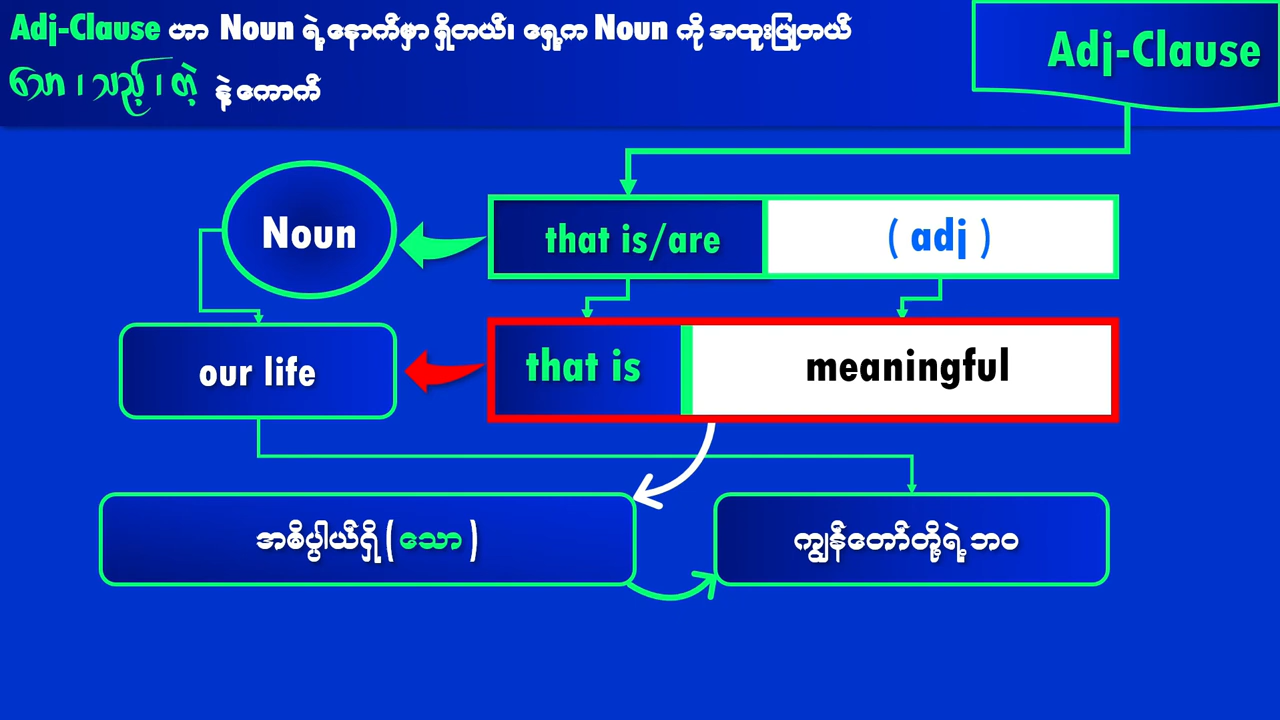 Adj-Clause ဟာ Noun ရဲ့ နောက်မှာ ရှိတယ်၊ ရှေ့က Noun ကို အထူးပြုတယ်
သော ၊ သည့် ၊ တဲ့ နဲ့ ကောက်
Adj-Clause
Noun
that is/are
( adj )
our life
that is
meaningful
အဓိပ္ပါယ်ရှိ ( သော )
ကျွန်တော်တို့ရဲ့ ဘဝ